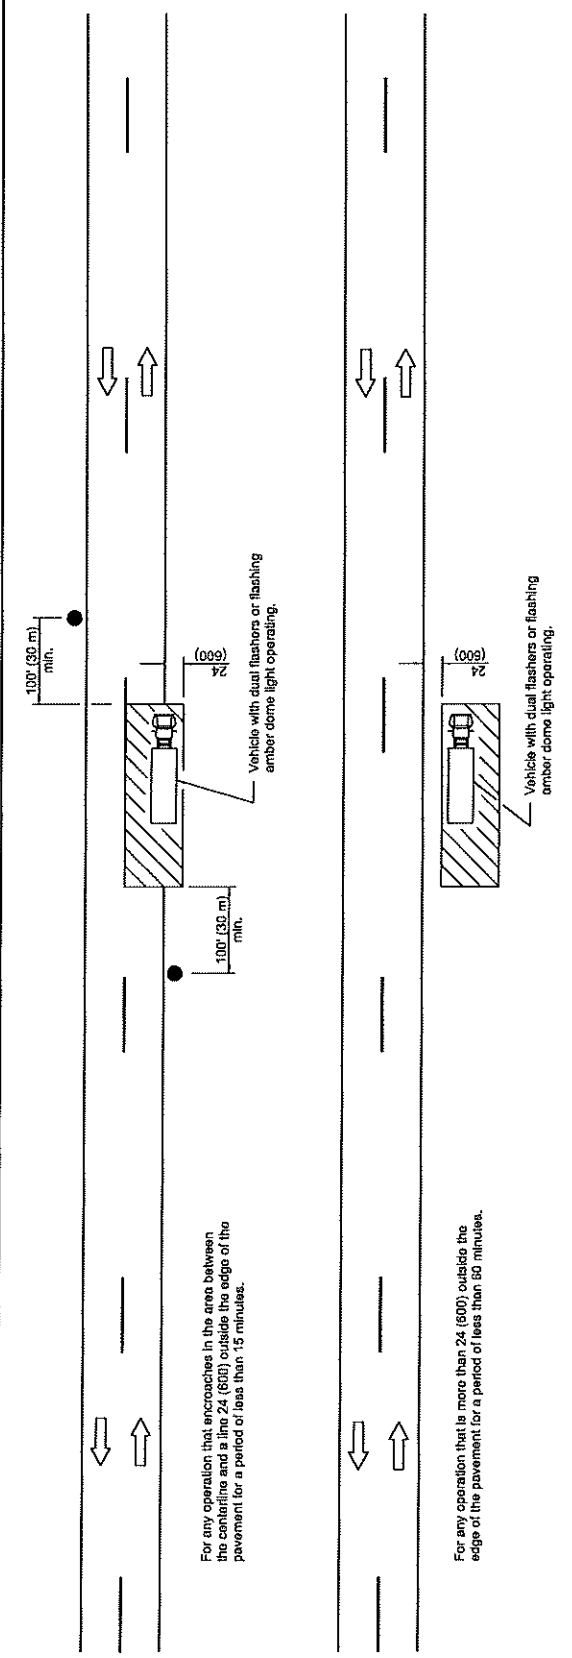 100' (30 m)
min.
24
(600)
Vehicle with dual flashers or flashing
amber dome light operating.
100' (30 m)
min.
For any operation that encroaches in the area between
the centerline and a line 24 (600) outside the edge of the
pavement for a period of less than 15 minutes.
24
(600)
Vehicle with dual flashers or flashing
amber dome light operating.
For any operation that is more than 24 (600) outside the
edge of the pavement for a period of less than 60 minutes.